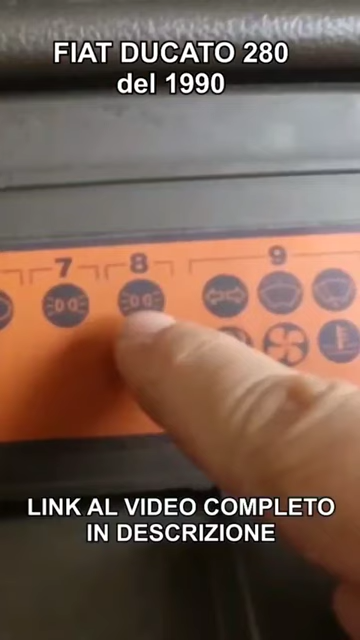 FIAT DUCATO 280
del 1990
7 8 9
LINK AL VIDEO COMPLETO
IN DESCRIZIONE